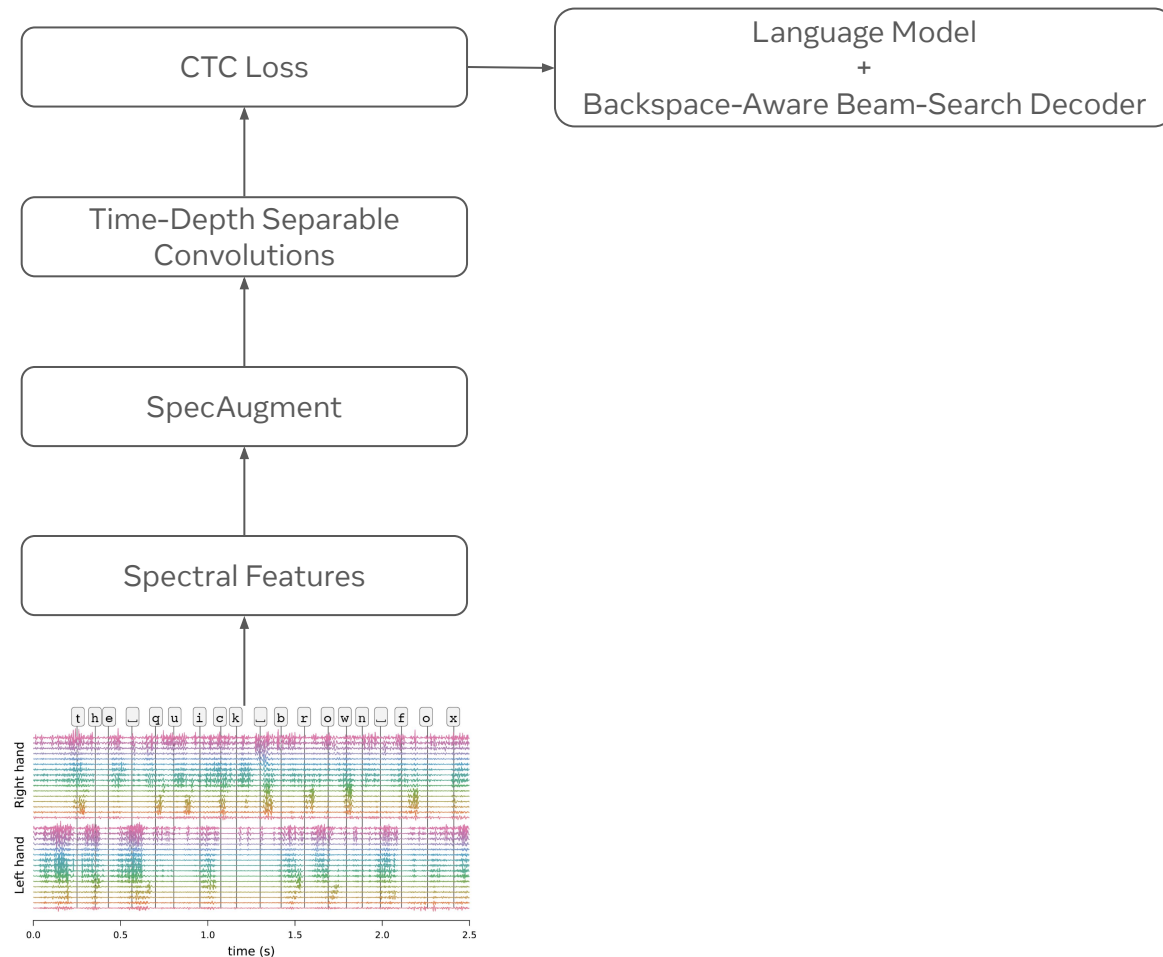 CTC Loss
Language Model
+
Backspace-Aware Beam-Search Decoder
Time-Depth Separable
Convolutions
SpecAugment
Spectral Features
t h e ⎵ q u i c k ⎵ b r o w n ⎵ f o x
Right hand
Left hand
0.0 0.5 1.0 1.5 2.0 2.5
time (s)